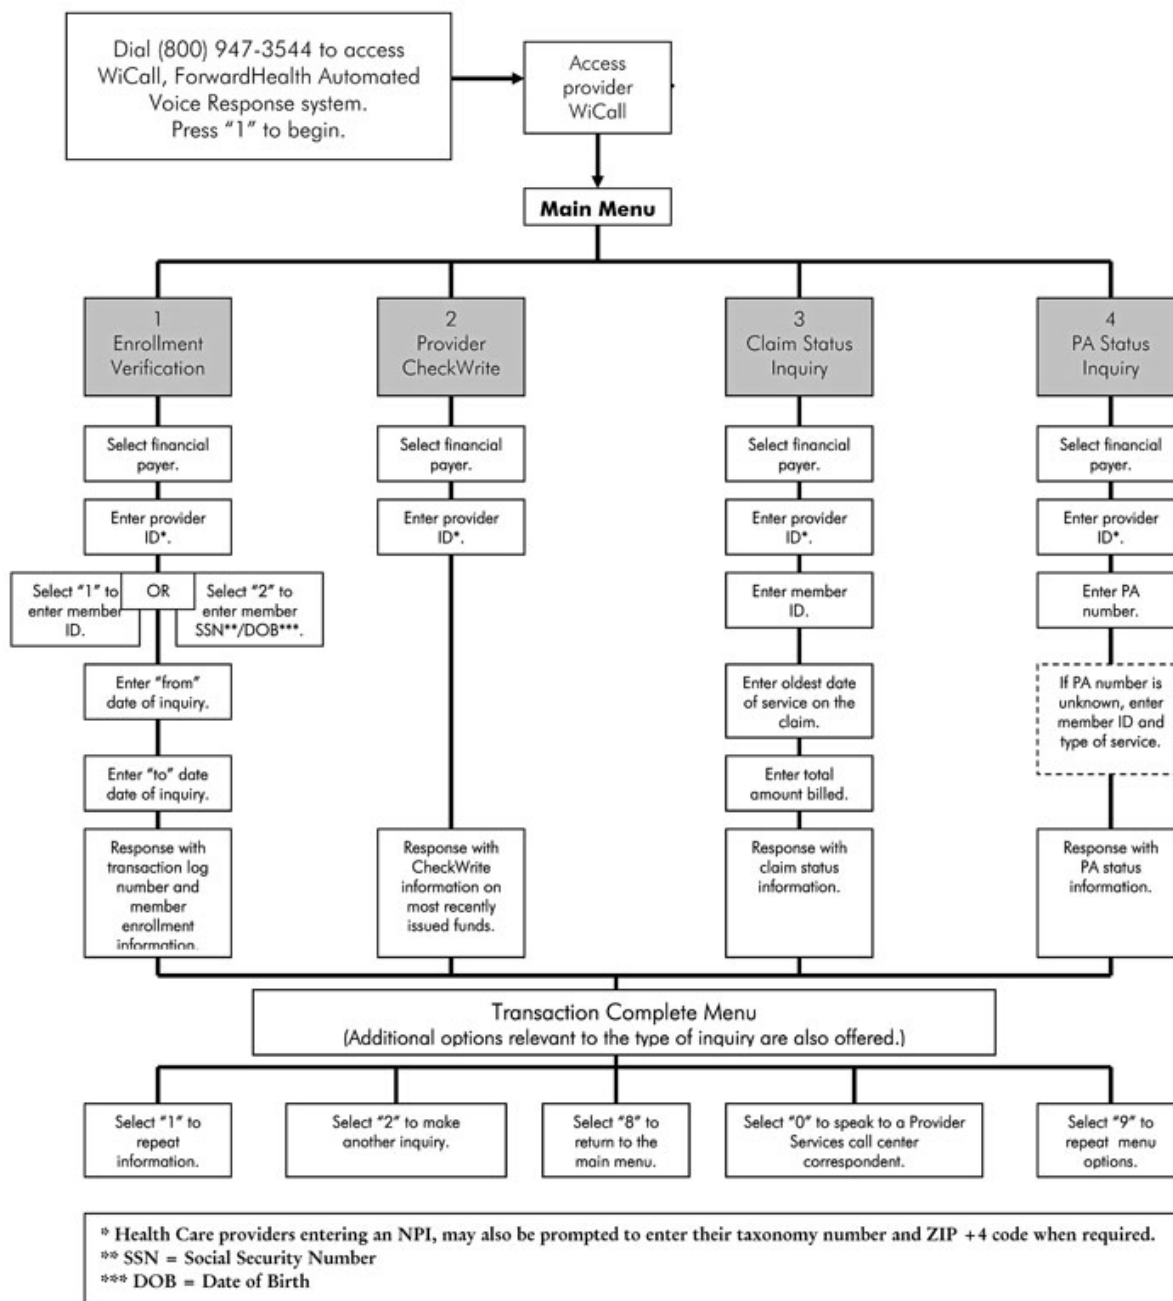 Dial (800) 947-3544 to access
WiCall, ForwardHealth Automated
Voice Response system.
Press “1” to begin.
Access
provider
WiCall
Main Menu
1
Enrollment
Verification
2
Provider
CheckWrite
3
Claim Status
Inquiry
4
PA Status
Inquiry
Select financial
payer.
Select financial
payer.
Select financial
payer.
Select financial
payer.
Enter provider
ID*.
Enter provider
ID*.
Enter provider
ID*.
Enter provider
ID*.
Select “1” to
enter member
ID.
OR
Select “2” to
enter member
SSN**/DOB***.
Enter member
ID.
Enter PA
number.
Enter “from”
date of inquiry.
Enter oldest date
of service on the
claim.
If PA number is
unknown, enter
member ID and
type of service.
Enter “to” date
date of inquiry.
Enter total
amount billed.
Response with
transaction log
number and
member
enrollment
information.
Response with
CheckWrite
information on
most recently
issued funds.
Response with
claim status
information.
Response with
PA status
information.
Transaction Complete Menu
(Additional options relevant to the type of inquiry are also offered.)
Select “1” to
repeat
information.
Select “2” to make
another inquiry.
Select “8” to
return to the
main menu.
Select “0” to speak to a Provider
Services call center
correspondent.
Select “9” to
repeat menu
options.
* Health Care providers entering an NPI, may also be prompted to enter their taxonomy number and ZIP +4 code when required.
** SSN = Social Security Number
*** DOB = Date of Birth